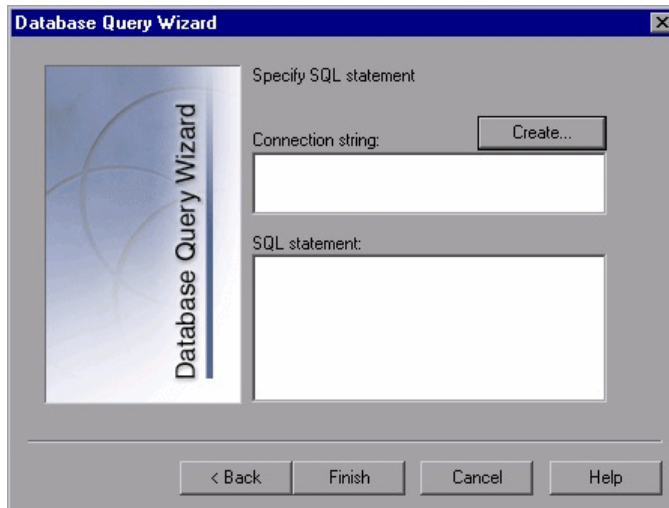 Database Query Wizard
Specify SQL statement
Create...
Connection string:
SQL statement:
Database Query Wizard
< Back
Finish
Cancel
Help